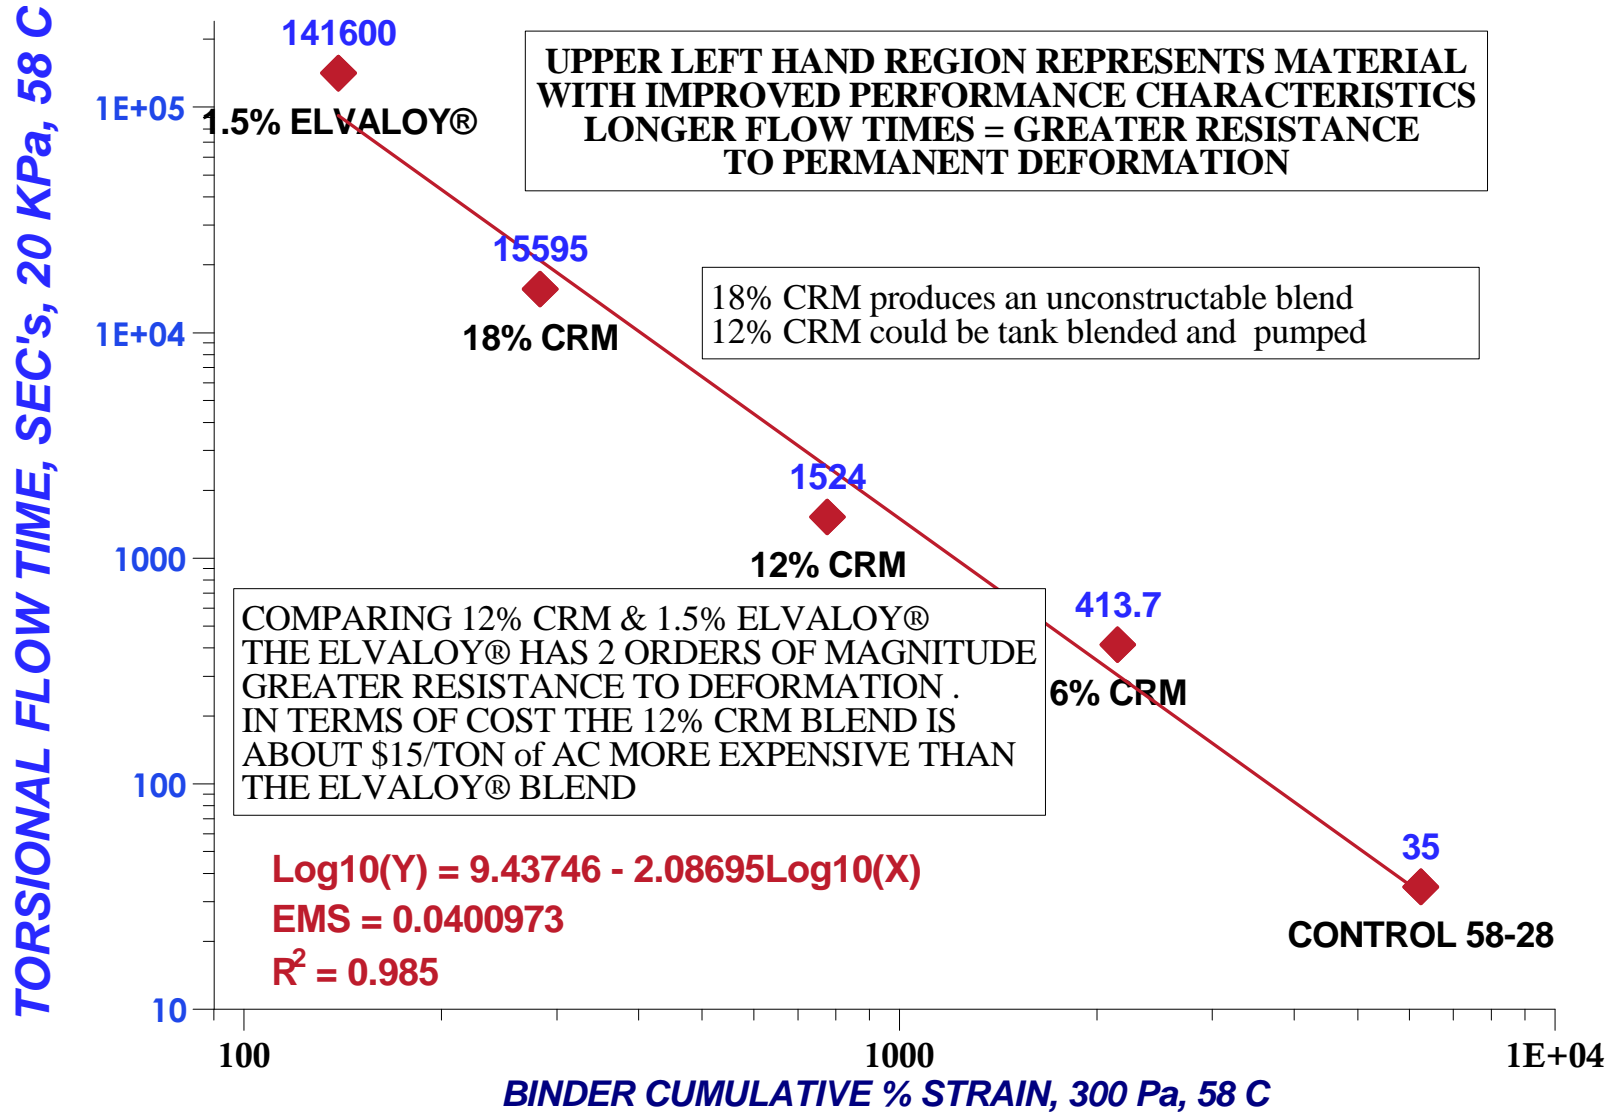 TORSIONAL FLOW TIME, SEC's, 20 KPa, 58 C
141600
1.5% ELVALOY®
UPPER LEFT HAND REGION REPRESENTS MATERIAL
WITH IMPROVED PERFORMANCE CHARACTERISTICS
LONGER FLOW TIMES = GREATER RESISTANCE
TO PERMANENT DEFORMATION
1E+05
15595
18% CRM
18% CRM produces an unconstructable blend
12% CRM could be tank blended and  pumped
1E+04
1524
12% CRM
1000
COMPARING 12% CRM & 1.5% ELVALOY®
THE ELVALOY® HAS 2 ORDERS OF MAGNITUDE
GREATER RESISTANCE TO DEFORMATION .
IN TERMS OF COST THE 12% CRM BLEND IS
ABOUT $15/TON of AC MORE EXPENSIVE THAN
THE ELVALOY® BLEND
413.7
6% CRM
100
35
CONTROL 58-28
Log10(Y) = 9.43746 - 2.08695Log10(X)
EMS = 0.0400973
R² = 0.985
10
100
1000
1E+04
BINDER CUMULATIVE % STRAIN, 300 Pa, 58 C